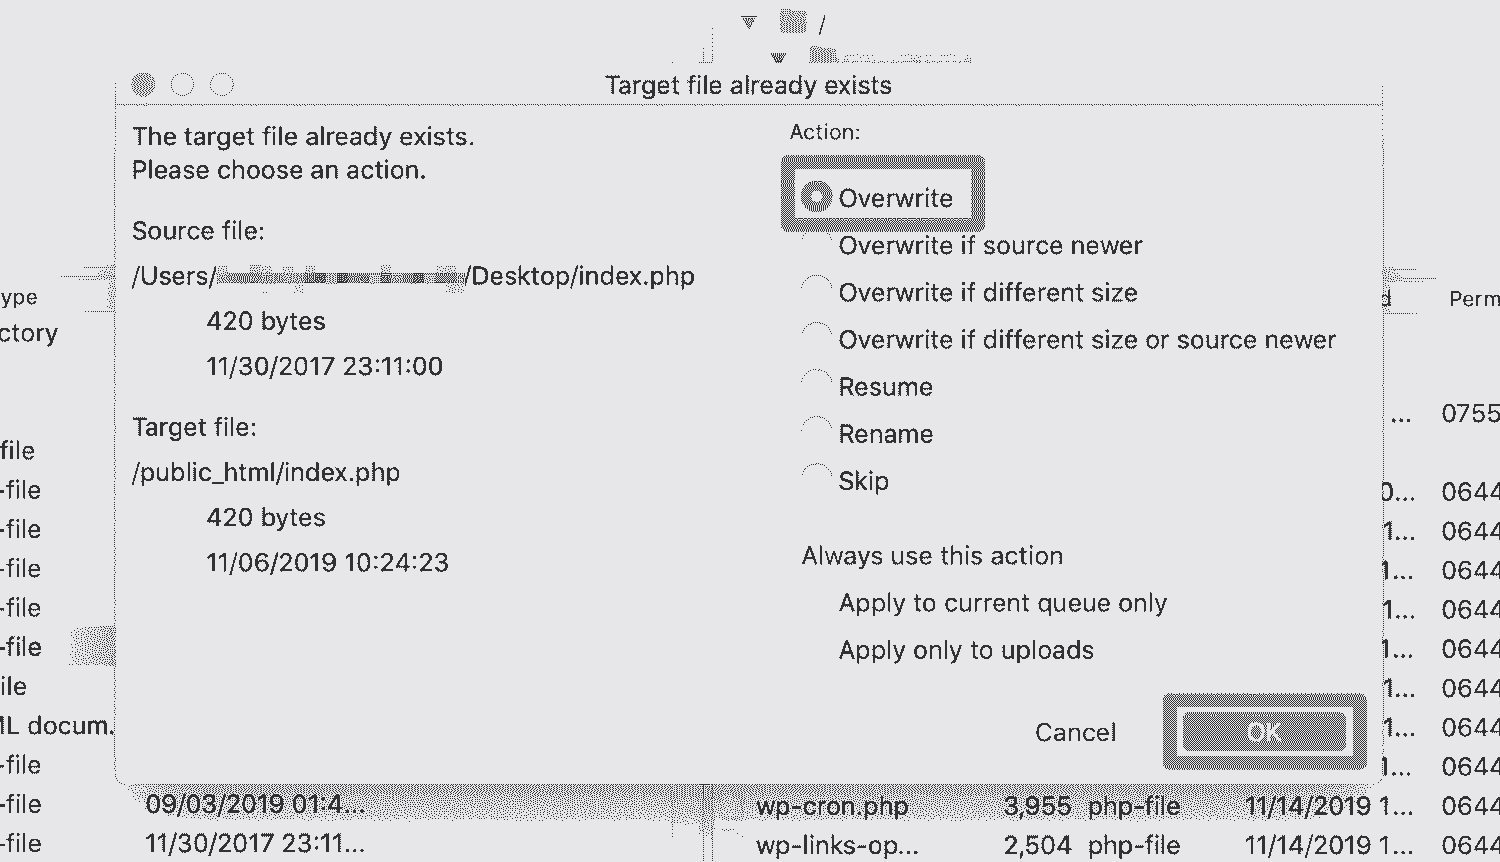 /
Target file already exists
The target file already exists.
Please choose an action.
Source file:
/Users/ /Desktop/index.php
420 bytes
11/30/2017 23:11:00
Target file:
/public_html/index.php
420 bytes
11/06/2019 10:24:23
Action:
Overwrite
Overwrite if source newer
Overwrite if different size
Overwrite if different size or source newer
Resume
Rename
Skip
Always use this action
Apply to current queue only
Apply only to uploads
Cancel
OK
ype
ctory
file
-file
-file
-file
-file
-file
ile
ML docum.
-file
-file 09/03/2019 01:4...
-file 11/30/2017 23:11...
d Perm
... 0755
0... 0644
1... 0644
1... 0644
1... 0644
1... 0644
1... 0644
1... 0644
1... 0644
wp-cron.php 3,955 php-file 11/14/2019 1... 0644
wp-links-op... 2,504 php-file 11/14/2019 1... 0644